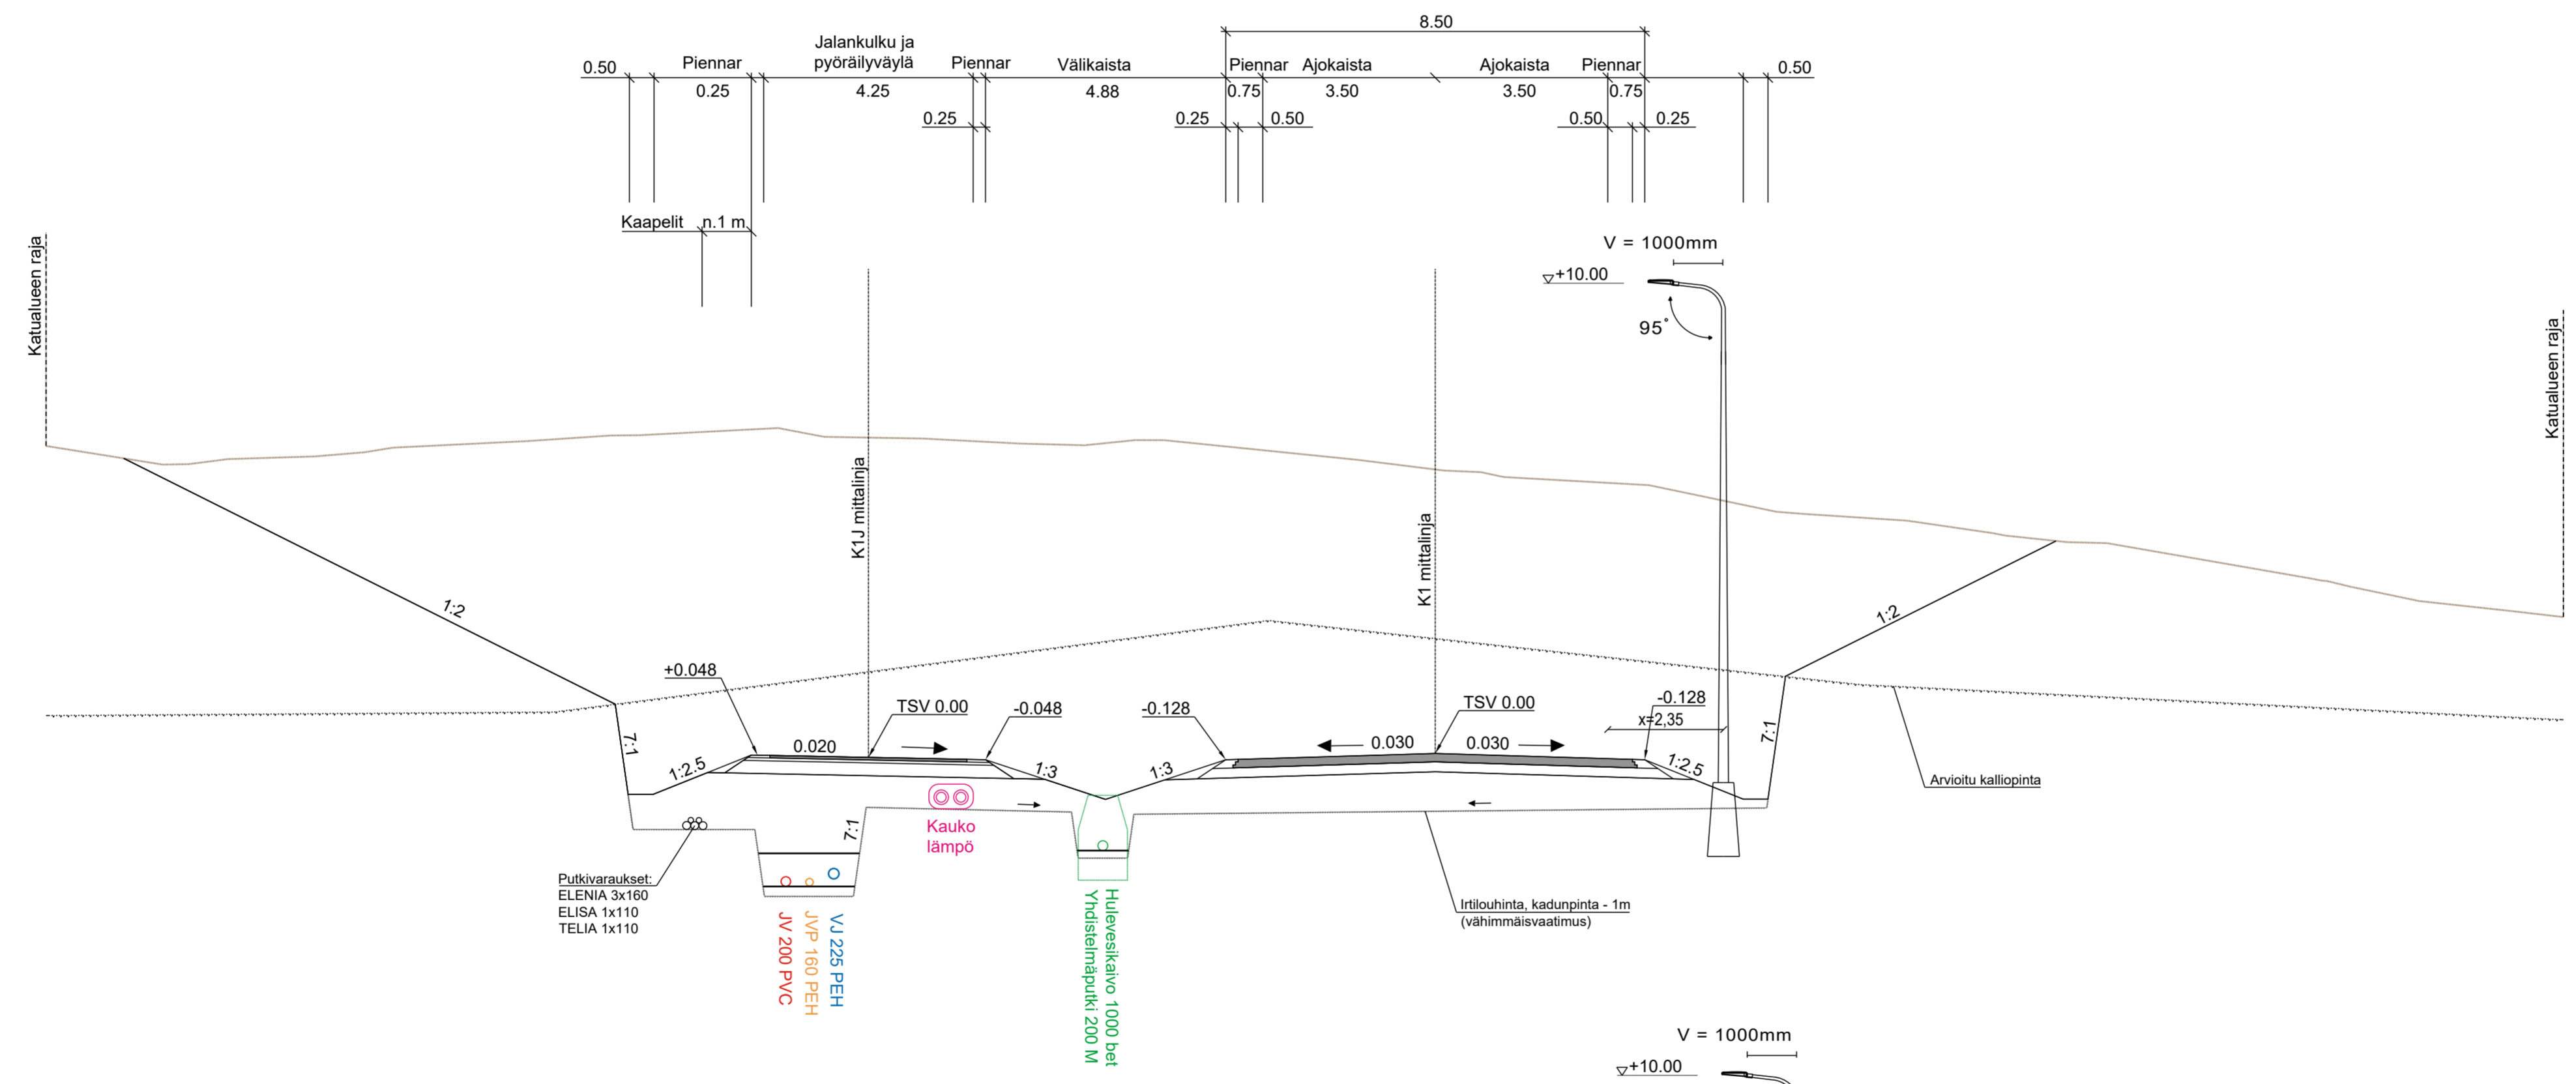 8.50
Jalankulku ja
pyöräilyväylä
0.50
Piennar
Piennar
Välikaista
Piennar
Ajokaista
Ajokaista
Piennar
0.50
0.25
4.25
4.88
0.75
3.50
3.50
0.75
0.25
0.25
0.50
0.50
0.25
Kaapelit
n.1 m
Katualueen raja
V = 1000mm
+10.00
95°
Katualueen raja
K1J mittalinja
K1 mittalinja
1:2
1:2
+0.048
TSV 0.00
-0.048
-0.128
TSV 0.00
-0.128
x=2,35
7:1
0.020
0.030
0.030
7:1
1:2.5
1:3
1:3
1:2.5
Arvioitu kalliopinta
7:1
Kauko
lämpö
Putkivaraukset:
ELENIA 3x160
ELISA 1x110
TELIA 1x110
JV 200 PVC
JVP 160 PEH
VJ 225 PEH
Hulevesikaivo 1000 bet
Yhdistelmäputki 200 M
Irtilouhinta, kadunpinta - 1m
(vähimmäisvaatimus)
V = 1000mm
+10.00